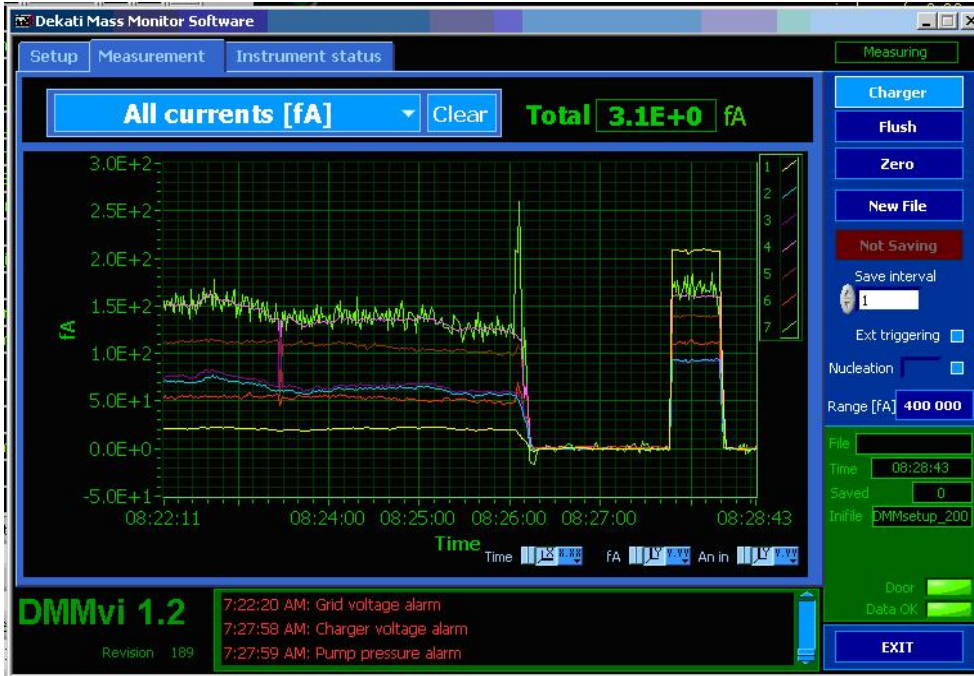 Dekati Mass Monitor Software
Setup
Measurement
Instrument status
Measuring
All currents [fA]
Clear
Total
3.1E+0
fA
Charger
Flush
Zero
New File
Not Saving
Save interval
1
Ext triggering
Nucleation
Range [fA]
400 000
3.0E+2
2.5E+2
2.0E+2
1.5E+2
1.0E+2
5.0E+1
0.0E+0
-5.0E+1
fA
1
2
3
4
5
6
7
08:22:11
08:24:00
08:25:00
08:26:00
08:27:00
08:28:43
Time
Time
X.XX
fA
Y.YY
An in
Y.YY
File
Time
08:28:43
Saved
0
Inifile
DMMsetup_200
Door
Data OK
DMMvi 1.2
Revision 189
7:22:20 AM: Grid voltage alarm
7:27:58 AM: Charger voltage alarm
7:27:59 AM: Pump pressure alarm
EXIT